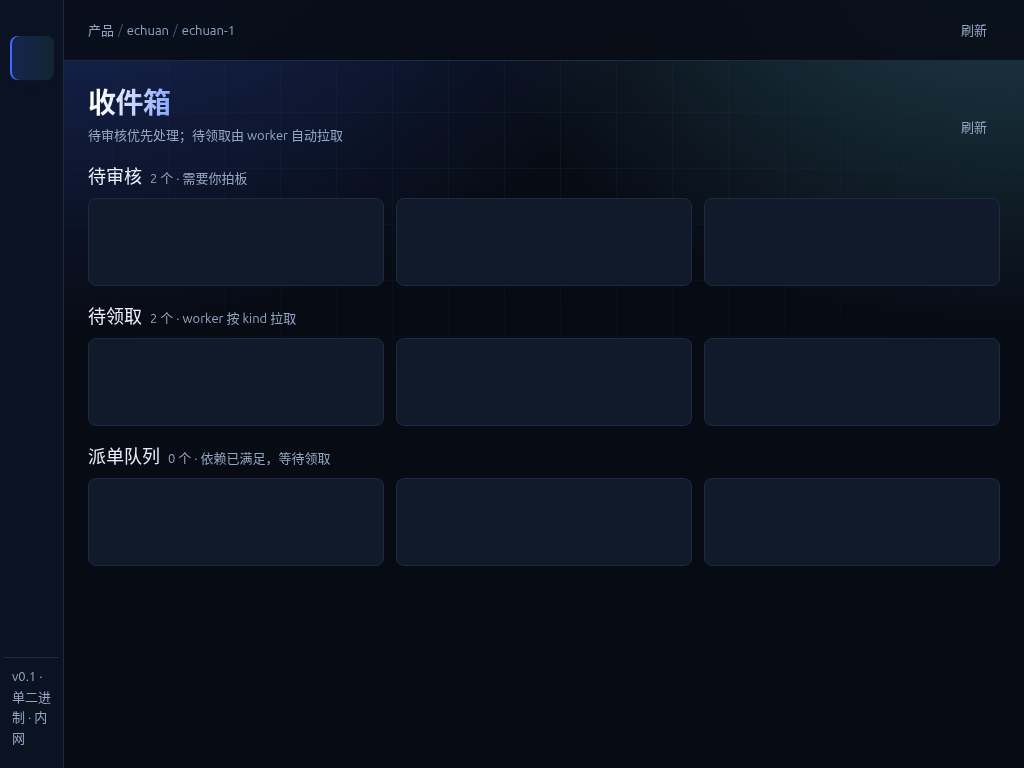 产品 / echuan / echuan-1
刷新
收件箱
待审核优先处理；待领取由 worker 自动拉取
刷新
待审核 2 个 · 需要你拍板
待领取 2 个 · worker 按 kind 拉取
派单队列 0 个 · 依赖已满足，等待领取
v0.1 ·
单二进
制 · 内
网